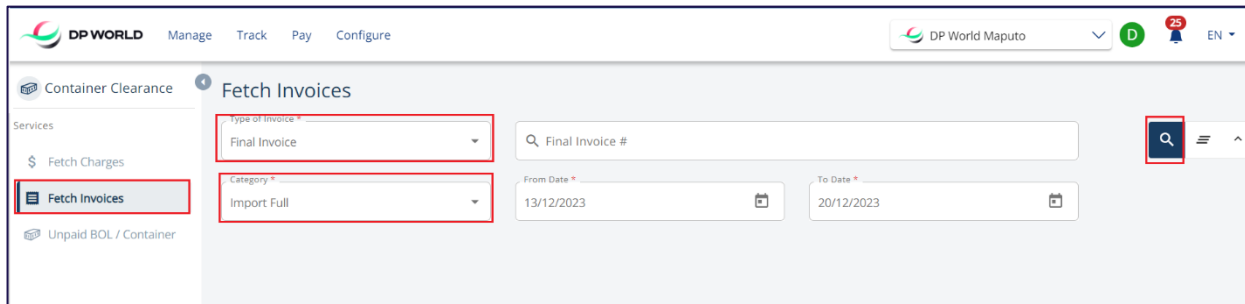 DP WORLD Manage Track Pay Configure DP World Maputo D 25 EN
Container Clearance
Fetch Invoices
Services
Type of Invoice *
Final Invoice
Final Invoice #
$ Fetch Charges
Category *
From Date *
To Date *
Fetch Invoices
Import Full
13/12/2023
20/12/2023
Unpaid BOL / Container